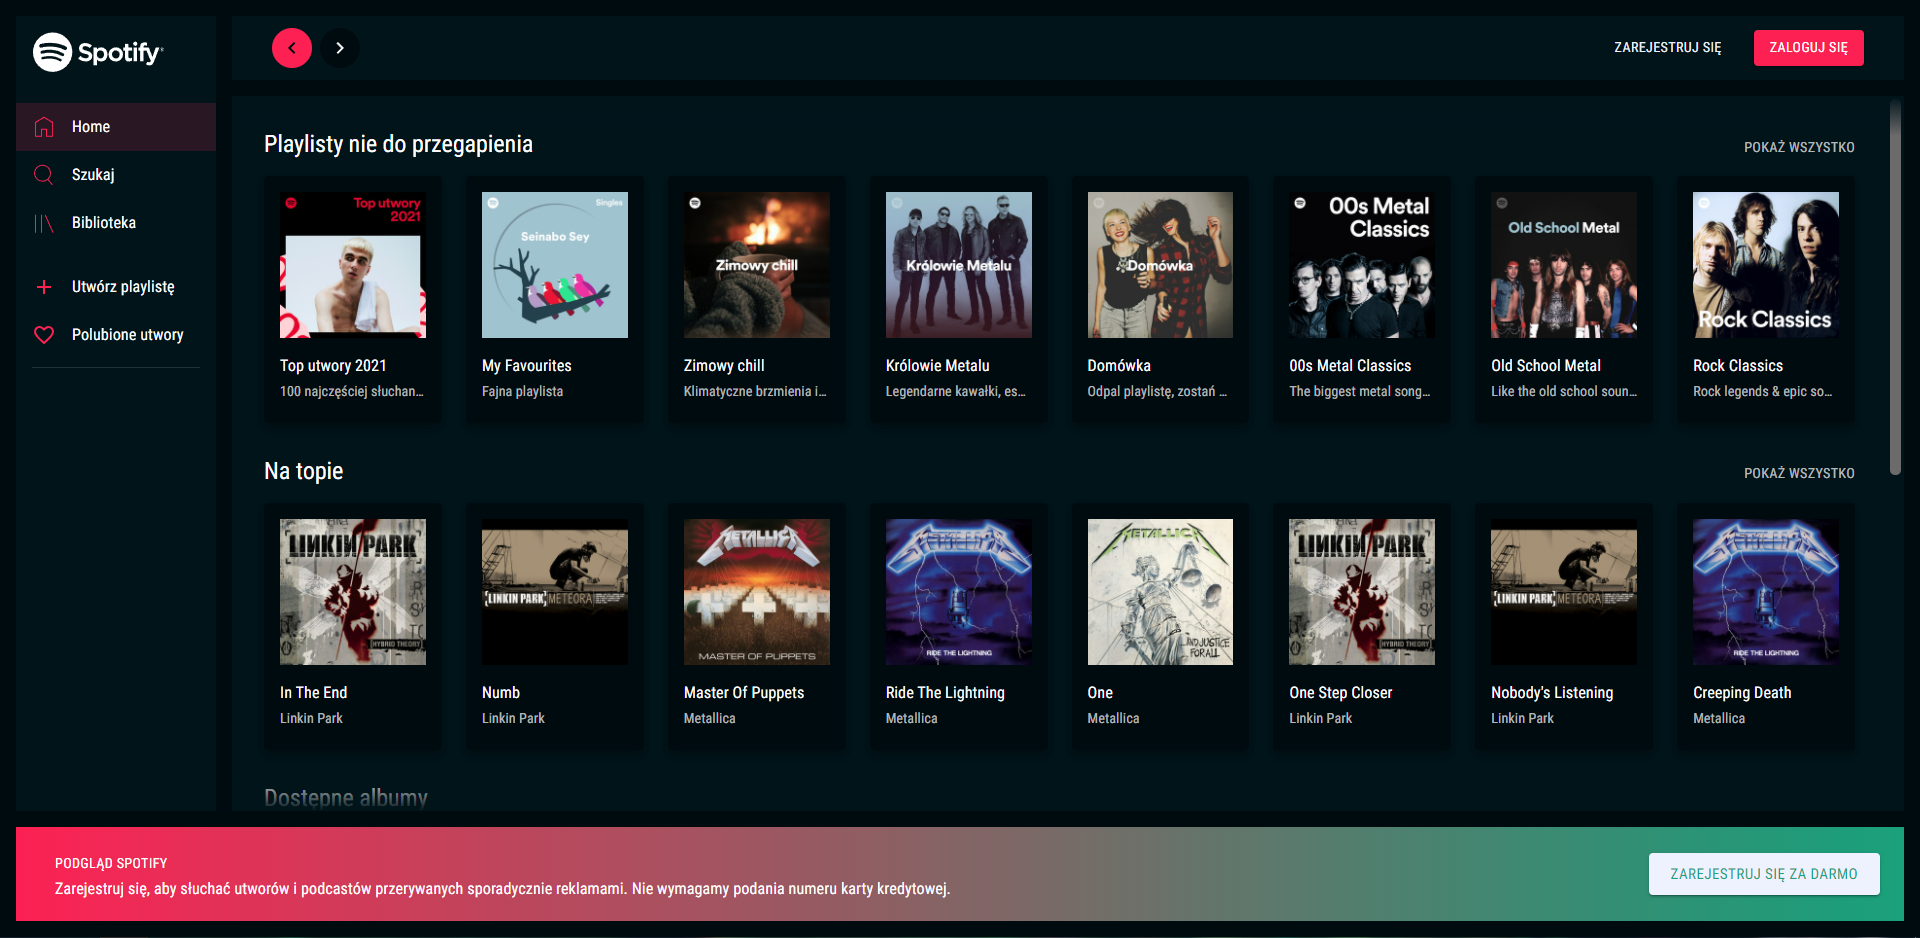 Spotify
ZAREJESTRUJ SIĘ
ZALOGUJ SIĘ
Home
Szukaj
Biblioteka
Utwórz playlistę
Polubione utwory
Playlisty nie do przegapienia
POKAŻ WSZYSTKO
Top utwory
2021
Singles
Seinabo Sey
Zimowy chill
Królowie Metalu
Domówka
00s Metal
Classics
Old School Metal
Rock Classics
Top utwory 2021
100 najczęściej słuchan...
My Favourites
Fajna playlista
Zimowy chill
Klimatyczne brzmienia i...
Królowie Metalu
Legendarne kawałki, es...
Domówka
Odpal playlistę, zostań ...
00s Metal Classics
The biggest metal song...
Old School Metal
Like the old school soun...
Rock Classics
Rock legends & epic so...
Na topie
POKAŻ WSZYSTKO
LINKIN PARK
HYBRID THEORY
[LINKIN PARK] METEORA
METALLICA
MASTER OF PUPPETS
METALLICA
RIDE THE LIGHTNING
METALLICA
...AND JUSTICE
FOR ALL
LINKIN PARK
HYBRID THEORY
[LINKIN PARK] METEORA
METALLICA
RIDE THE LIGHTNING
In The End
Linkin Park
Numb
Linkin Park
Master Of Puppets
Metallica
Ride The Lightning
Metallica
One
Metallica
One Step Closer
Linkin Park
Nobody's Listening
Linkin Park
Creeping Death
Metallica
Dostępne albumy
PODGLĄD SPOTIFY
Zarejestruj się, aby słuchać utworów i podcastów przerywanych sporadycznie reklamami. Nie wymagamy podania numeru karty kredytowej.
ZAREJESTRUJ SIĘ ZA DARMO